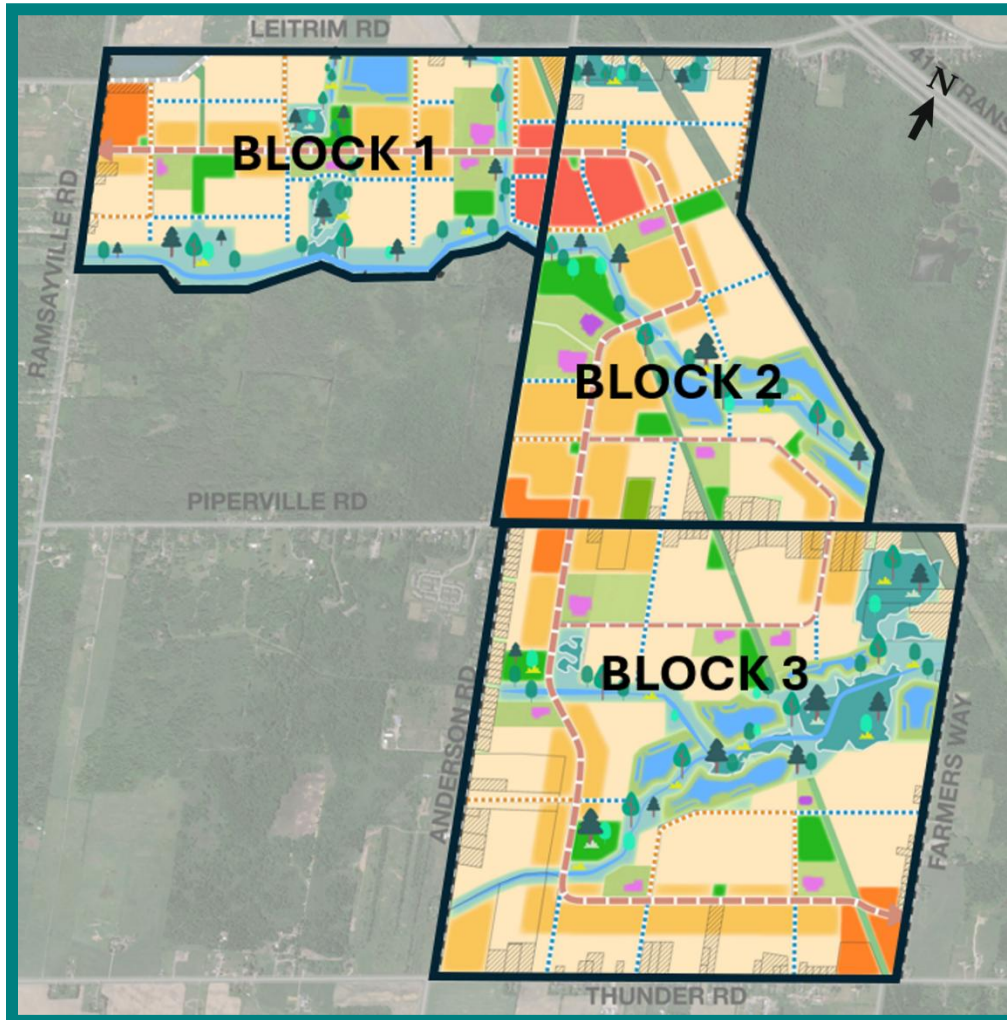 LEITRIM RD
417
TRANS
N
BLOCK 1
RAMSAYVILLE RD
BLOCK 2
PIPERVILLE RD
BLOCK 3
ANDERSON RD
FARMERS WAY
THUNDER RD